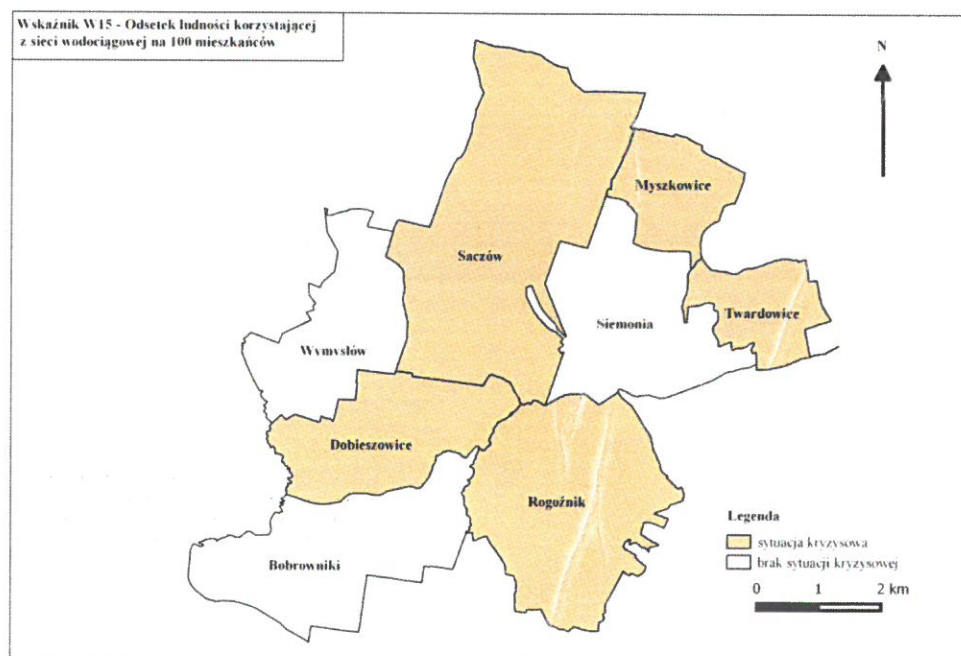 Wskaźnik W15 - Odsetek ludności korzystającej
z sieci wodociągowej na 100 mieszkańców
N
Myszkowice
Sączów
Twardowice
Siemonia
Wymysłów
Dobieszowice
Rogoźnik
Bobrowniki
Legenda
sytuacja kryzysowa
brak sytuacji kryzysowej
0 1 2 km